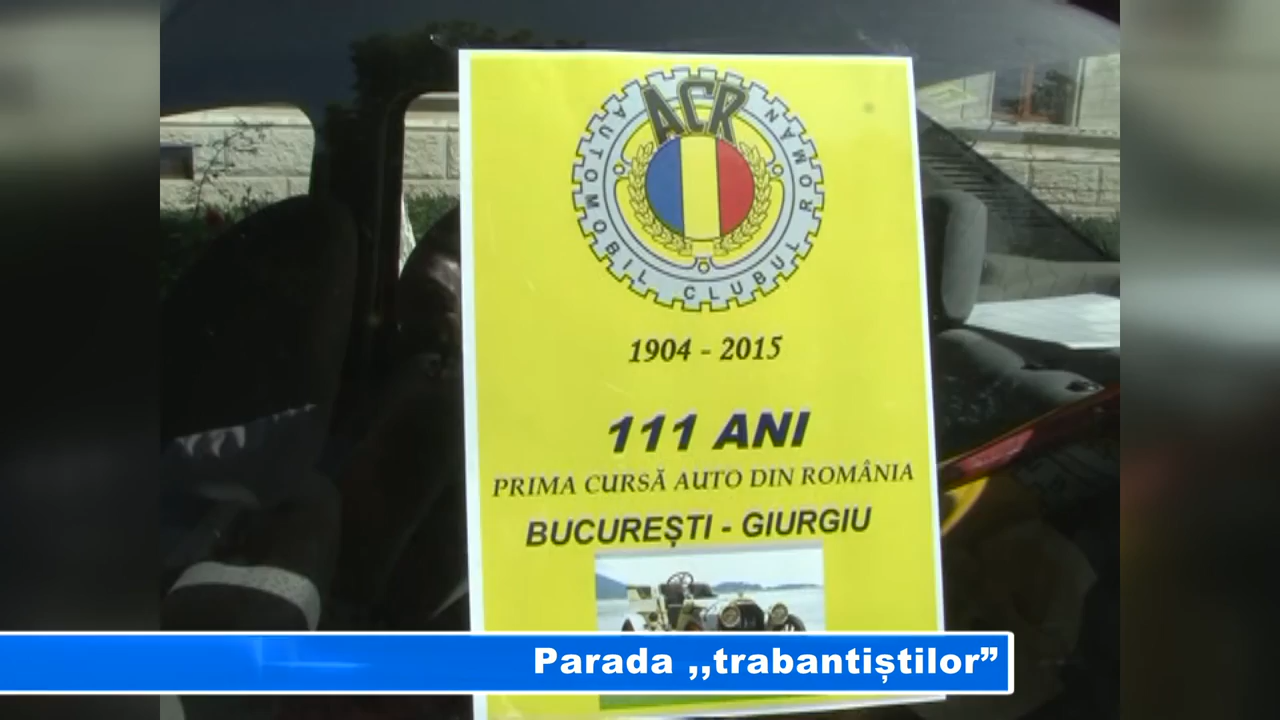 ACR
AUTOMOBIL CLUBUL ROMÂN
1904 - 2015
111 ANI
PRIMA CURSĂ AUTO DIN ROMÂNIA
BUCUREȘTI - GIURGIU
Parada ,,trabantiștilor”